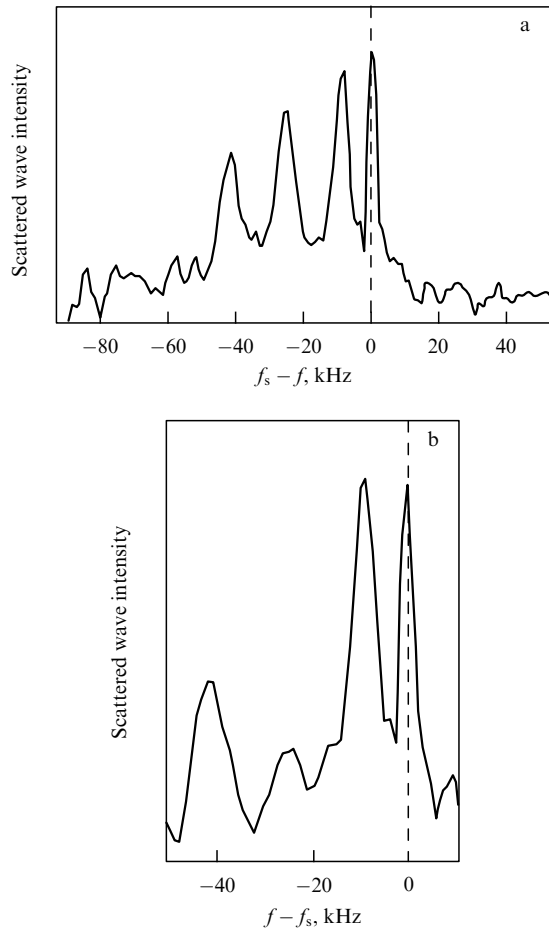 a
Scattered wave intensity
−80 −60 −40 −20 0 20 40
f_s − f, kHz
b
Scattered wave intensity
−40 −20 0
f − f_s, kHz